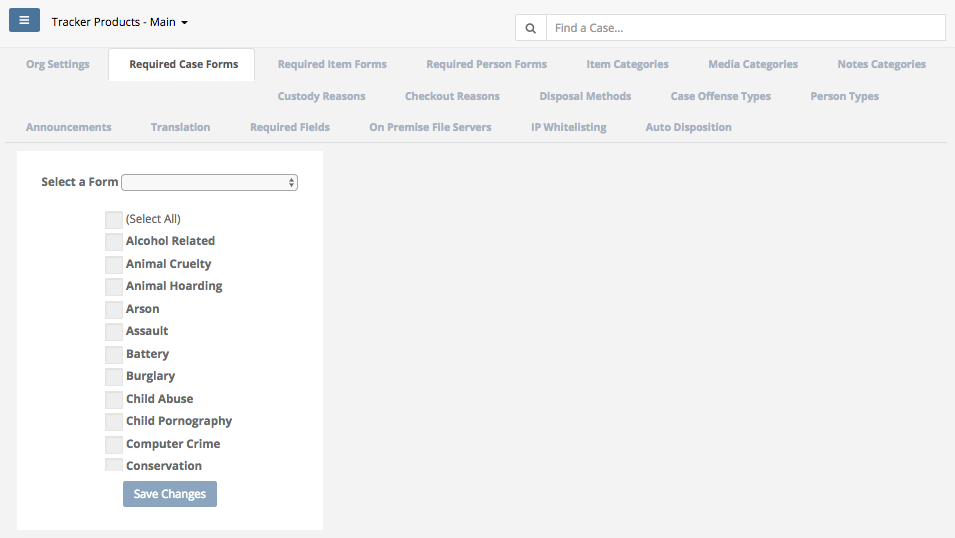 Tracker Products - Main
Find a Case...
Org Settings Required Case Forms Required Item Forms Required Person Forms Item Categories Media Categories Notes Categories
Custody Reasons Checkout Reasons Disposal Methods Case Offense Types Person Types
Announcements Translation Required Fields On Premise File Servers IP Whitelisting Auto Disposition
Select a Form
(Select All)
Alcohol Related
Animal Cruelty
Animal Hoarding
Arson
Assault
Battery
Burglary
Child Abuse
Child Pornography
Computer Crime
Conservation
Save Changes